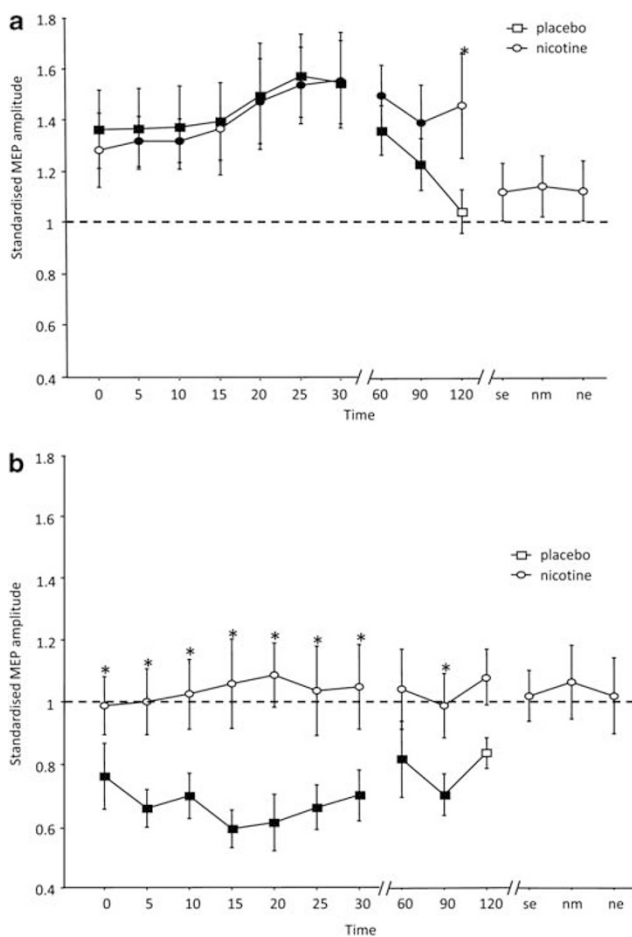 a
1.8
1.6
1.4
1.2
1
0.8
0.6
0.4
Standardised MEP amplitude
placebo
nicotine
*
0 5 10 15 20 25 30 60 90 120 se nm ne
Time
b
1.8
1.6
1.4
1.2
1
0.8
0.6
0.4
Standardised MEP amplitude
placebo
nicotine
* * * * * * * *
0 5 10 15 20 25 30 60 90 120 se nm ne
Time